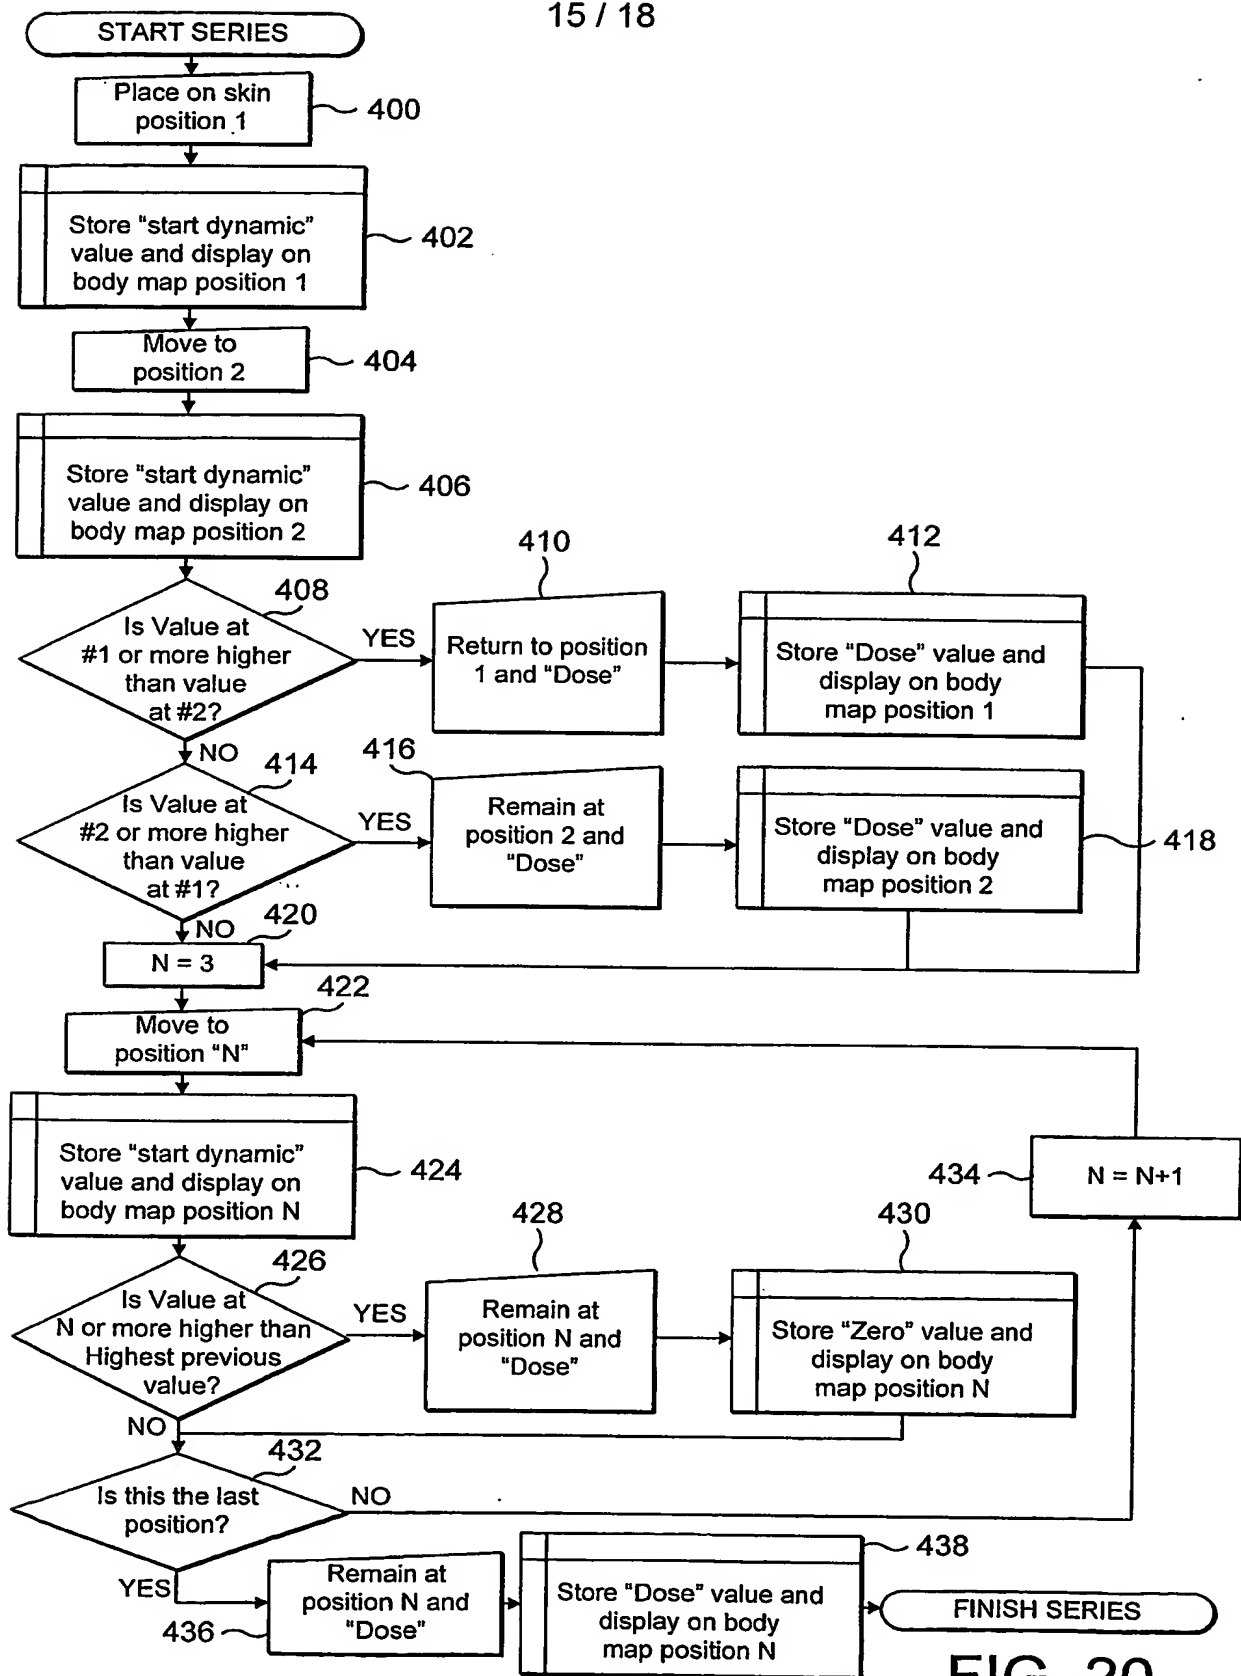 15 / 18
START SERIES
Place on skin
position 1
400
Store "start dynamic"
value and display on
body map position 1
402
Move to
position 2
404
Store "start dynamic"
value and display on
body map position 2
406
408
Is Value at
#1 or more higher
than value
at #2?
YES
NO
410
Return to position
1 and "Dose"
412
Store "Dose" value and
display on body
map position 1
414
Is Value at
#2 or more higher
than value
at #1?
YES
NO
416
Remain at
position 2 and
"Dose"
Store "Dose" value and
display on body
map position 2
418
420
N = 3
422
Move to
position "N"
Store "start dynamic"
value and display on
body map position N
424
434
N = N+1
426
Is Value at
N or more higher than
Highest previous
value?
YES
NO
428
Remain at
position N and
"Dose"
430
Store "Zero" value and
display on body
map position N
432
Is this the last
position?
NO
YES
Remain at
position N and
"Dose"
436
438
Store "Dose" value and
display on body
map position N
FINISH SERIES
FIG. 20